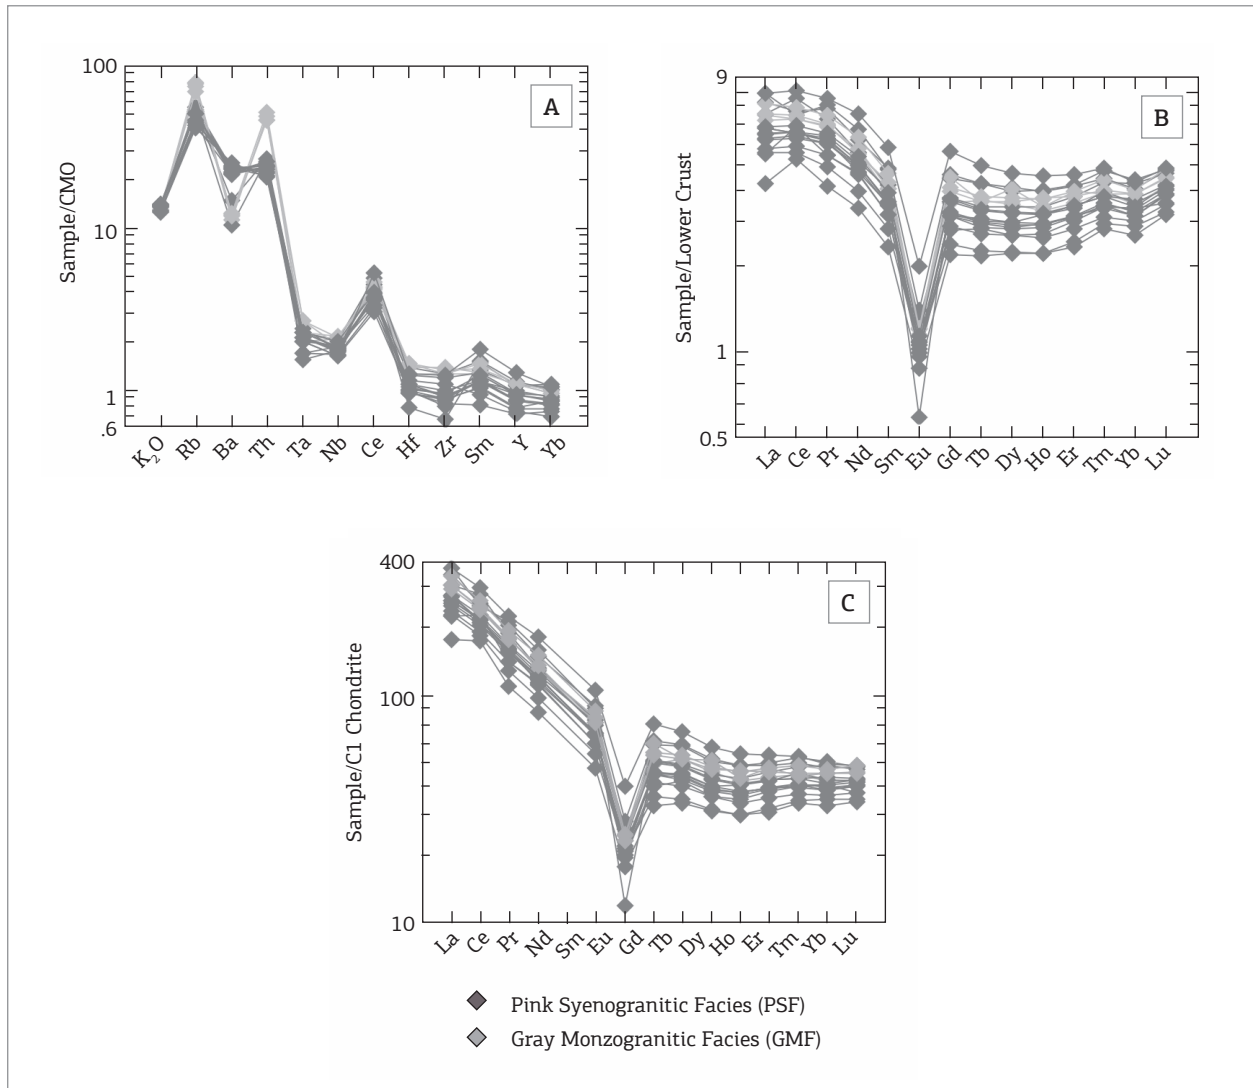 A
100
10
1
.6
Sample/CMO
K2O Rb Ba Th Ta Nb Ce Hf Zr Sm Y Yb
B
9
1
0.5
Sample/Lower Crust
La Ce Pr Nd Sm Eu Gd Tb Dy Ho Er Tm Yb Lu
C
400
100
10
Sample/C1 Chondrite
La Ce Pr Nd Sm Eu Gd Tb Dy Ho Er Tm Yb Lu
Pink Syenogranitic Facies (PSF)
Gray Monzogranitic Facies (GMF)